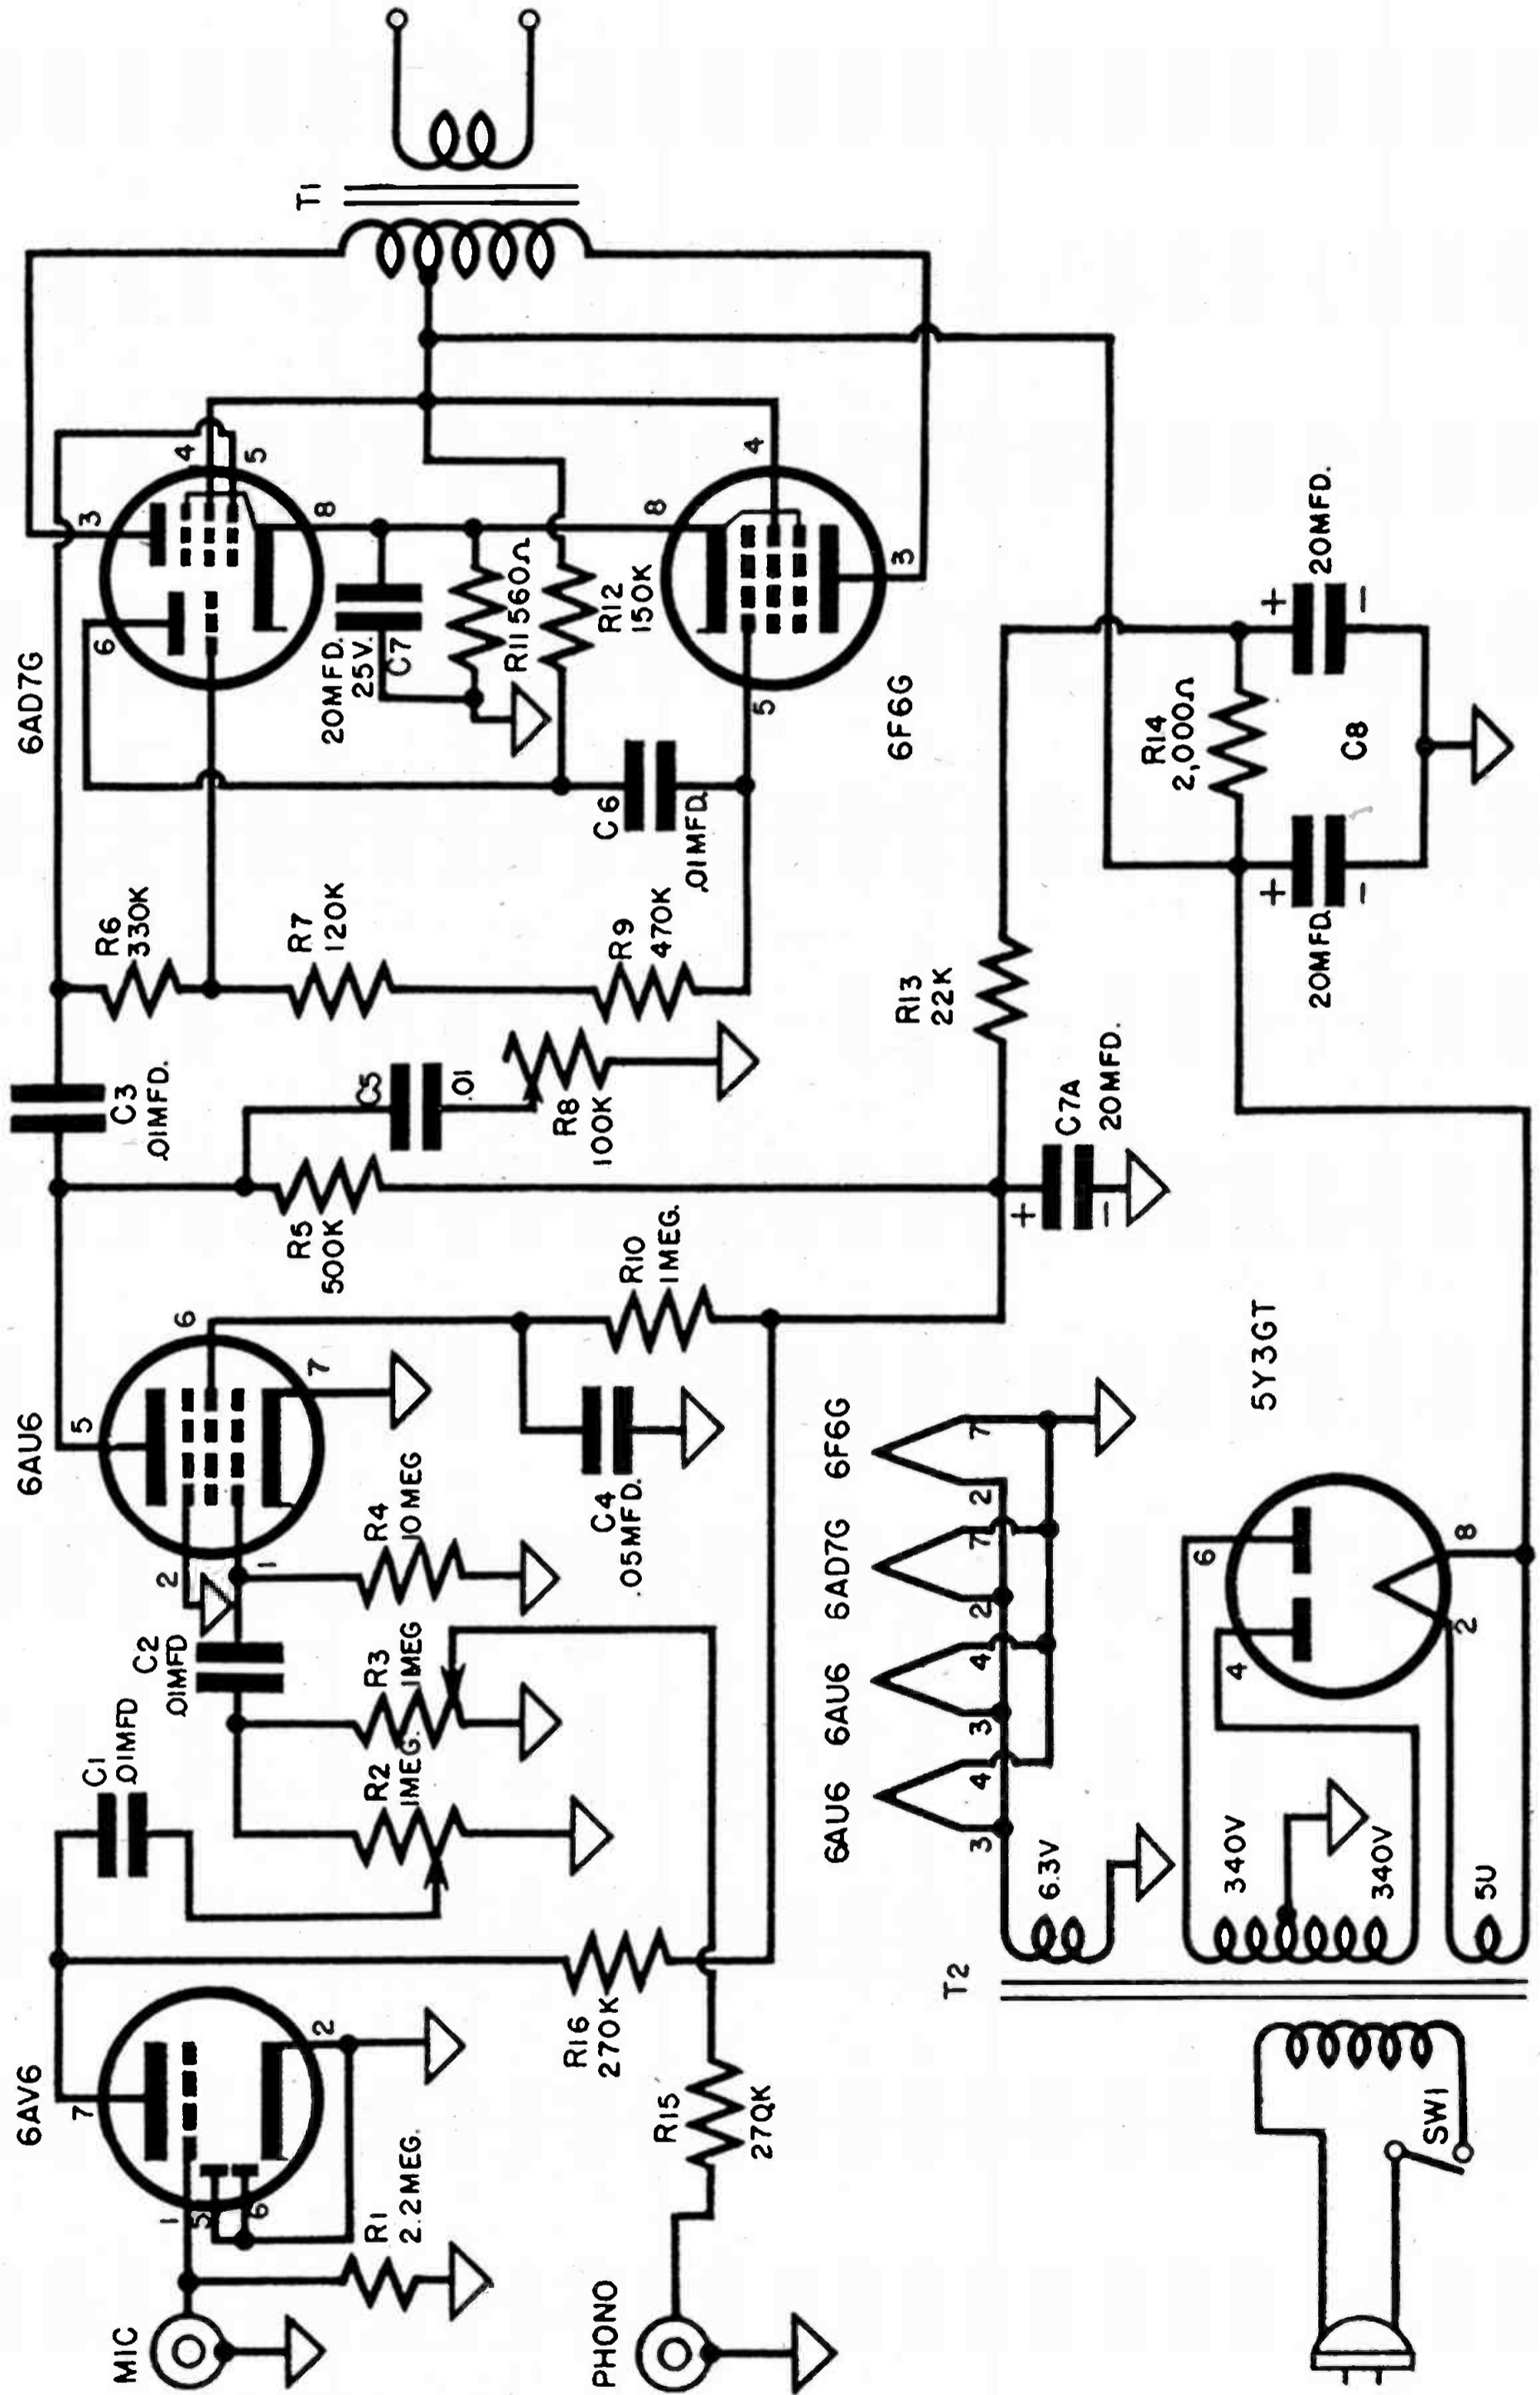 MIC
1
5
6
R1
2.2MEG.
6AV6
7
2
PHONO
R15
270K
R16
270K
C1
.01MFD
R2
1MEG.
R3
1MEG
C2
.01MFD
2
1
R4
10MEG
6AU6
5
6
7
C4
.05MFD.
R10
1MEG.
R5
500K
C5
.01
R8
100K
C3
.01MFD.
R6
330K
R7
120K
R9
470K
6AD7G
3
6
4
5
8
20MFD.
25V.
C7
R11 560Ω
R12
150K
C6
.01MFD.
8
4
5
3
6F6G
T1
R13
22K
C7A
20MFD.
+
-
R14
2,000Ω
C8
+
-
20MFD.
+
-
20MFD.
6AU6
3
4
6AU6
3
4
6AD7G
2
7
6F6G
2
7
6.3V
T2
340V
340V
5U
5Y3GT
4
6
2
8
SW1